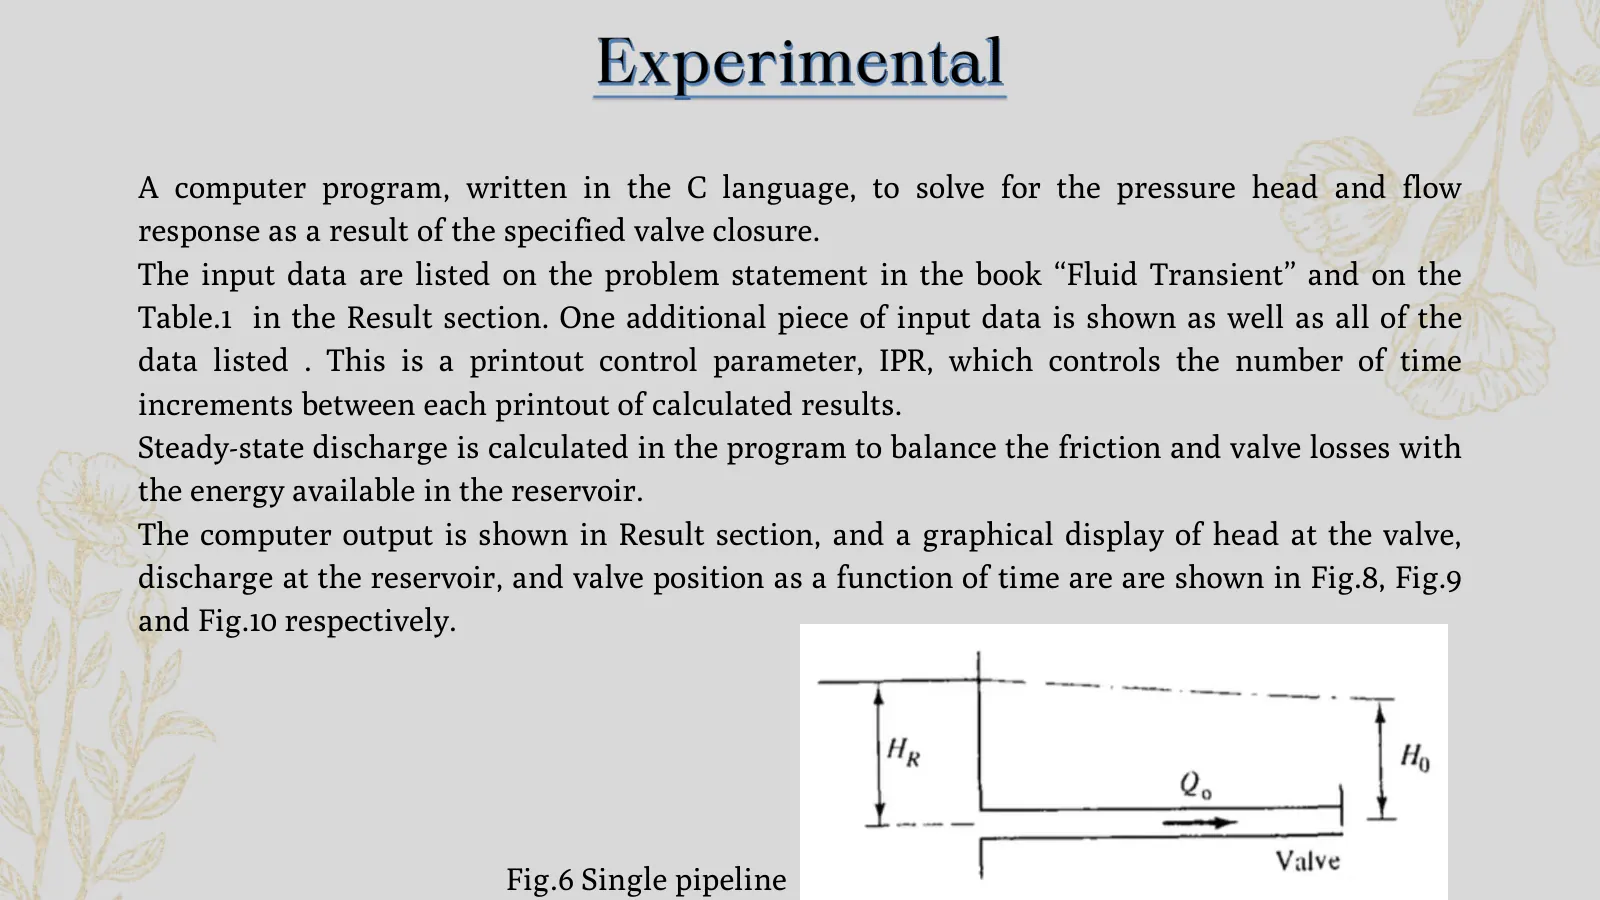 Experimental
A computer program, written in the C language, to solve for the pressure head and flow
response as a result of the specified valve closure.
The input data are listed on the problem statement in the book “Fluid Transient” and on the
Table.1 in the Result section. One additional piece of input data is shown as well as all of the
data listed . This is a printout control parameter, IPR, which controls the number of time
increments between each printout of calculated results.
Steady-state discharge is calculated in the program to balance the friction and valve losses with
the energy available in the reservoir.
The computer output is shown in Result section, and a graphical display of head at the valve,
discharge at the reservoir, and valve position as a function of time are are shown in Fig.8, Fig.9
and Fig.10 respectively.
HR
H0
Qo
Valve
Fig.6 Single pipeline